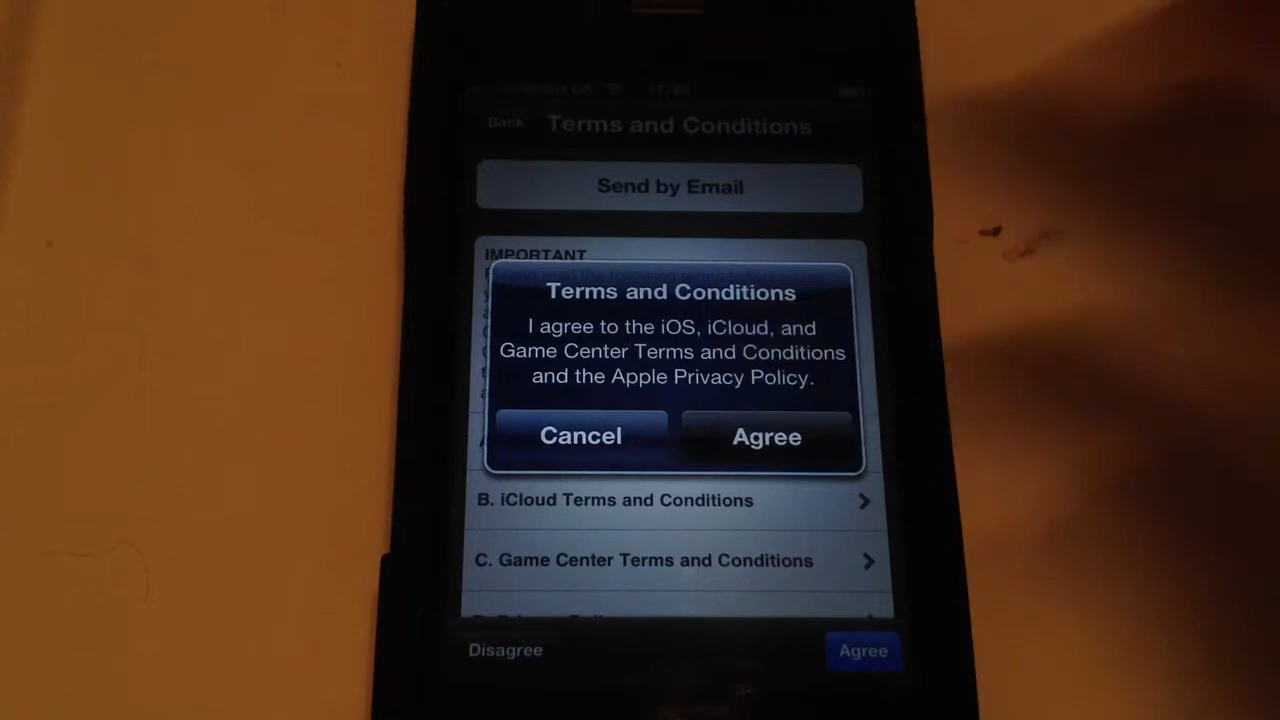 Back Terms and Conditions
Send by Email
IMPORTANT
Terms and Conditions
I agree to the iOS, iCloud, and
Game Center Terms and Conditions
and the Apple Privacy Policy.
Cancel Agree
B. iCloud Terms and Conditions
C. Game Center Terms and Conditions
Disagree Agree